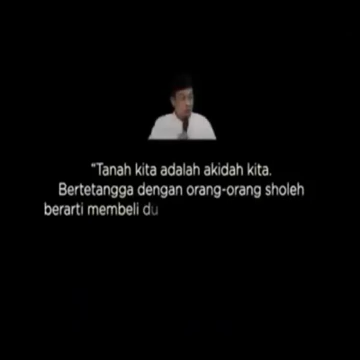 “Tanah kita adalah akidah kita.
Bertetangga dengan orang-orang sholeh
berarti membeli du